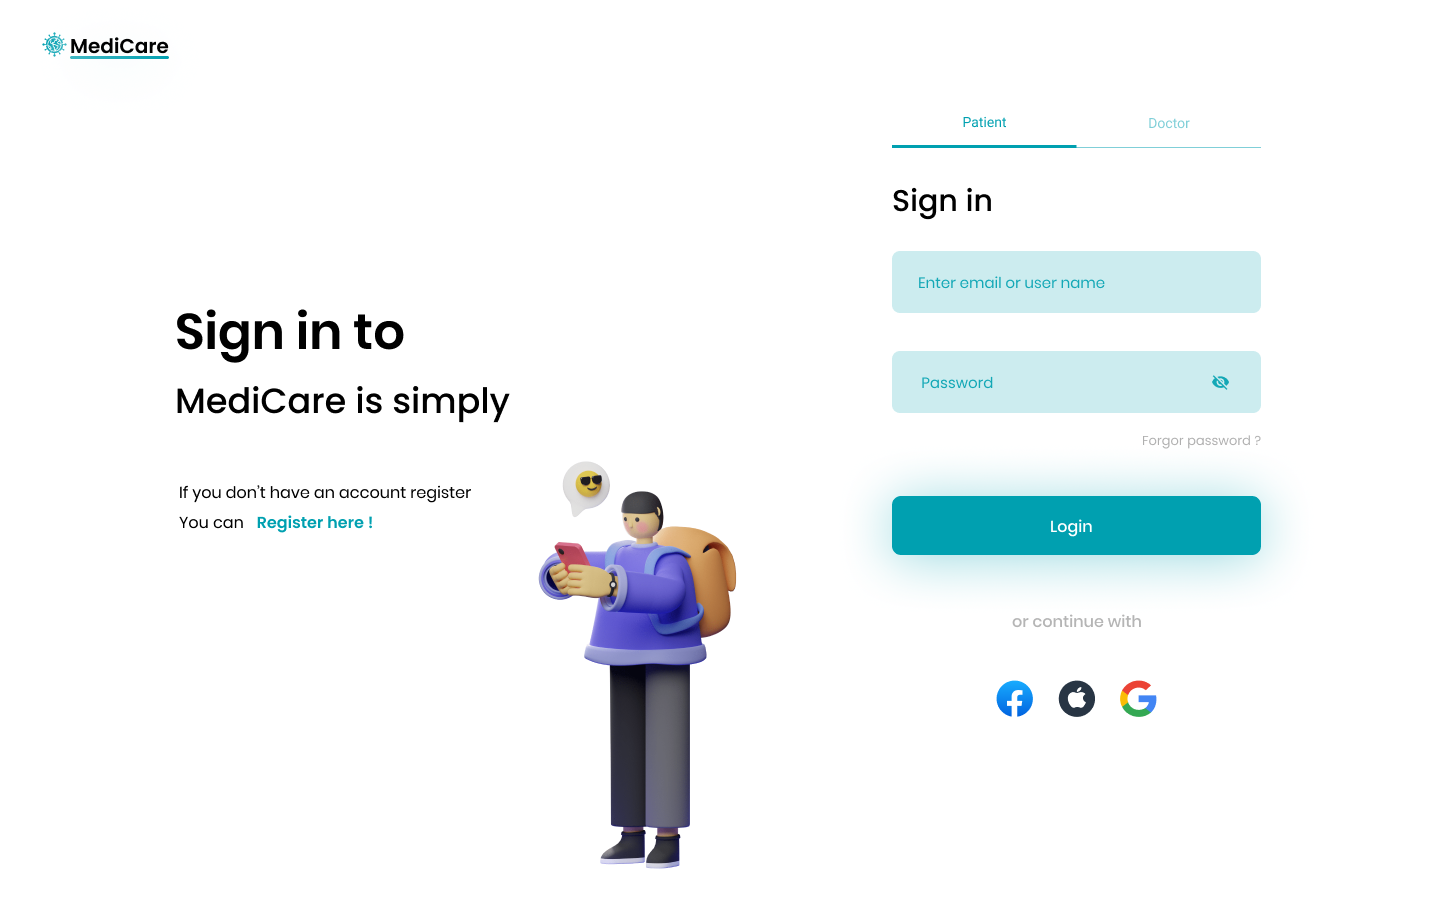 MediCare
Patient
Doctor
Sign in
Enter email or user name
Password
Forgor password ?
Login
or continue with
Sign in to
MediCare is simply
If you don't have an account register
You can Register here !